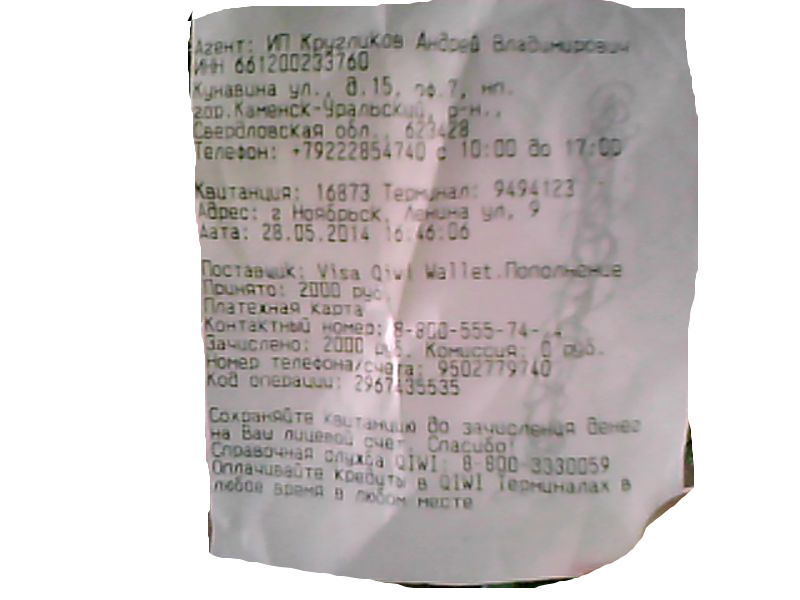 Агент: ИП Кругликов Андрей Владимирович
ИНН 661200233760
Кунавина ул., д.15, оф.7, нп.
гор.Каменск-Уральский, р-н.,
Свердловская обл., 623428
Телефон: +79222854740 с 10:00 до 17:00
Квитанция: 16873 Терминал: 9494123
Адрес: г Ноябрьск, Ленина ул, 9
Дата: 28.05.2014 16:46:06
Поставщик: Visa Qiwi Wallet.Пополнение
Принято: 2000 руб.
Платежная карта
Контактный номер: 8-800-555-74-
Зачислено: 2000 руб. Комиссия: 0 руб.
Номер телефона/счета: 9502779740
Код операции: 2967435535
Сохраняйте квитанцию до зачисления денег
на Ваш лицевой счет. Спасибо!
Справочная служба QIWI: 8-800-3330059
Оплачивайте кредиты в QIWI Терминалах в
любое время в любом месте